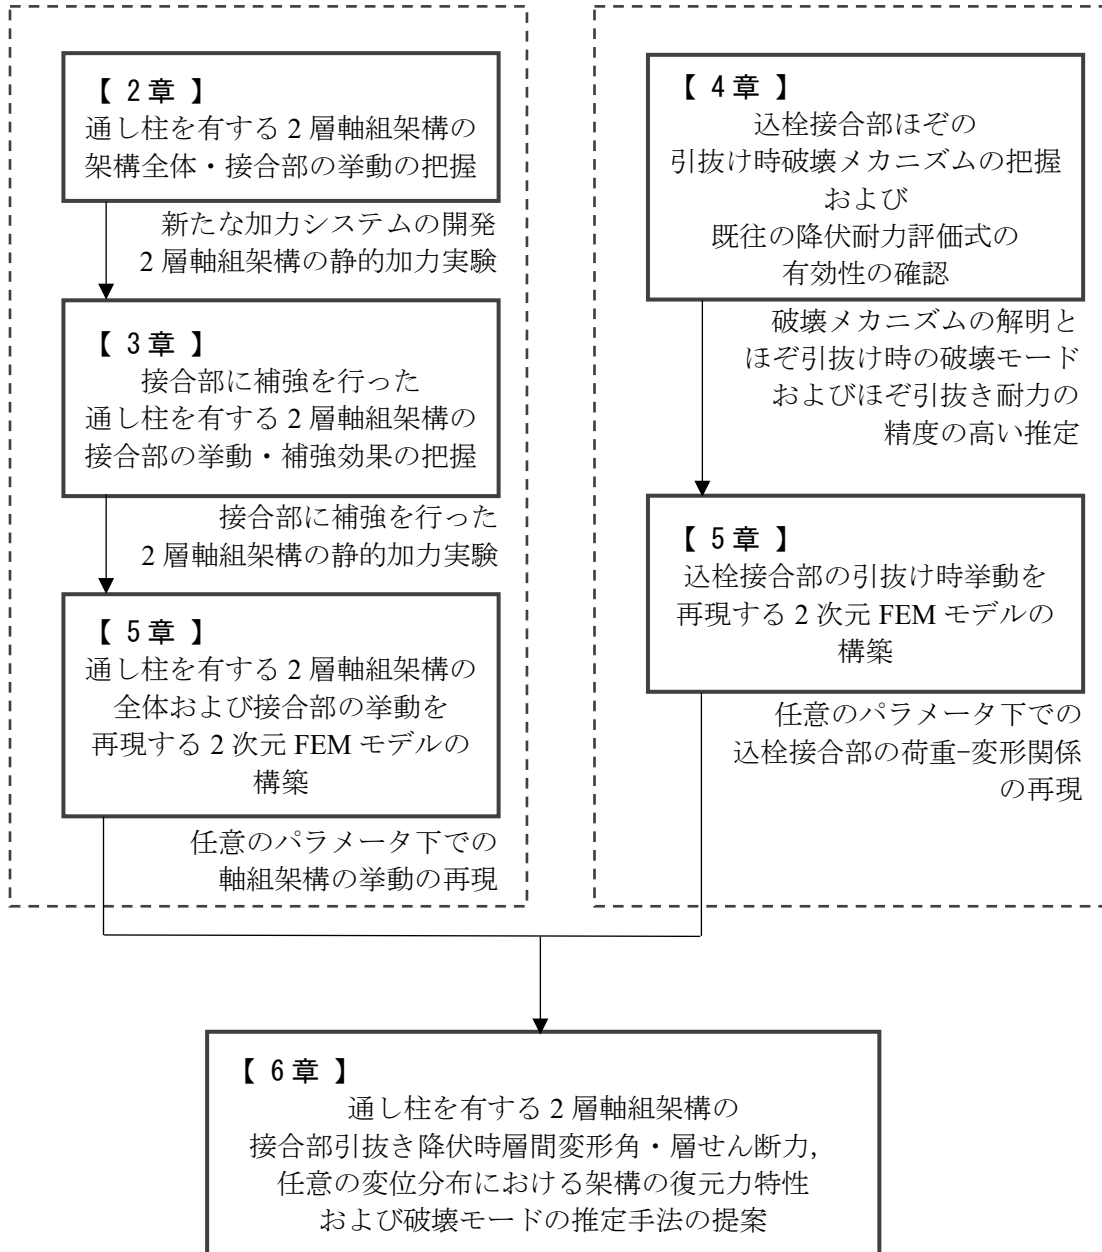 【 2章 】
通し柱を有する 2 層軸組架構の
架構全体・接合部の挙動の把握
新たな加力システムの開発
2 層軸組架構の静的加力実験
【 3章 】
接合部に補強を行った
通し柱を有する 2 層軸組架構の
接合部の挙動・補強効果の把握
接合部に補強を行った
2 層軸組架構の静的加力実験
【 5章 】
通し柱を有する 2 層軸組架構の
全体および接合部の挙動を
再現する 2 次元 FEM モデルの
構築
任意のパラメータ下での
軸組架構の挙動の再現
【 4章 】
込栓接合部ほぞの
引抜け時破壊メカニズムの把握
および
既往の降伏耐力評価式の
有効性の確認
破壊メカニズムの解明と
ほぞ引抜け時の破壊モード
およびほぞ引抜き耐力の
精度の高い推定
【 5章 】
込栓接合部の引抜け時挙動を
再現する 2 次元 FEM モデルの
構築
任意のパラメータ下での
込栓接合部の荷重−変形関係
の再現
【 6章 】
通し柱を有する 2 層軸組架構の
接合部引抜き降伏時層間変形角・層せん断力,
任意の変位分布における架構の復元力特性
および破壊モードの推定手法の提案